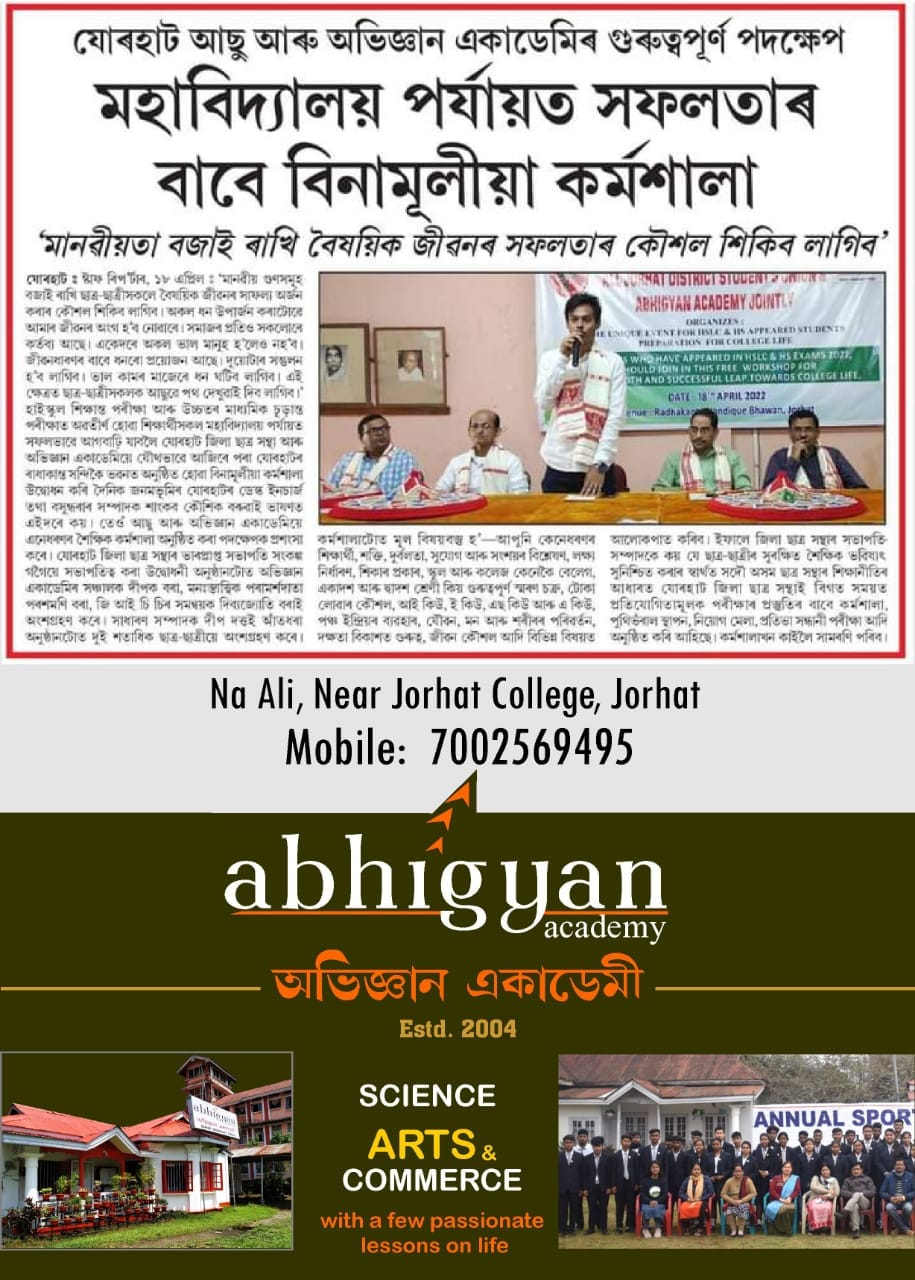 যোৰহাট আছু আৰু অভিজ্ঞান একাডেমিৰ গুৰুত্বপূৰ্ণ পদক্ষেপ
মহাবিদ্যালয় পৰ্যায়ত সফলতাৰ
বাবে বিনামূলীয়া কৰ্মশালা
‘মানৱীয়তা বজাই ৰাখি বৈষয়িক জীৱনৰ সফলতাৰ কৌশল শিকিব লাগিব’
যোৰহাট ঃ ষ্টাফ ৰিপ’ৰ্টাৰ, ১৮ এপ্ৰিল : ‘মানৱীয় গুণসমূহ
বজাই ৰাখি ছাত্ৰ-ছাত্ৰীসকলে বৈষয়িক জীৱনৰ সাফল্য অৰ্জন
কৰাৰ কৌশল শিকিব লাগিব। অকল ধন উপাৰ্জন কৰাটোৱে
আমাৰ জীৱনৰ অংগ হ’ব নোৱাৰে। সমাজৰ প্ৰতিও সকলোৰে
কৰ্তব্য আছে। একেদৰে অকল ভাল মানুহ হ’লেও নহ’ব।
জীৱনধাৰণৰ বাবে ধনৰো প্ৰয়োজন আছে। দুয়োটাৰ সন্তুলন
হ’ব লাগিব। ভাল কামৰ মাজেৰে ধন ঘটিব লাগিব। এই
ক্ষেত্ৰত ছাত্ৰ-ছাত্ৰীসকলক আছুৱে পথ দেখুৱাই দিব লাগিব।’
হাইস্কুল শিক্ষান্ত পৰীক্ষা আৰু উচ্চতৰ মাধ্যমিক চূড়ান্ত
পৰীক্ষাত অৱতীৰ্ণ হোৱা শিক্ষাৰ্থীসকল মহাবিদ্যালয় পৰ্যায়ত
সফলভাৱে আগবাঢ়ি যাবলৈ যোৰহাট জিলা ছাত্ৰ সন্থা আৰু
অভিজ্ঞান একাডেমিয়ে যৌথভাৱে আজিৰে পৰা যোৰহাটৰ
ৰাধাকান্ত সন্দিকৈ ভৱনত অনুষ্ঠিত হোৱা বিনামূলীয়া কৰ্মশালা
উদ্বোধন কৰি দৈনিক জনমভূমিৰ যোৰহাটৰ ডেস্ক ইনচাৰ্জ
তথা বসুন্ধৰাৰ সম্পাদক শাংকৰ কৌশিক বৰুৱাই ভাষণত
এইদৰে কয়। তেওঁ আছু আৰু অভিজ্ঞান একাডেমিয়ে
এনেধৰণৰ শৈক্ষিক কৰ্মশালা অনুষ্ঠিত কৰা পদক্ষেপক প্ৰশংসা
কৰে। যোৰহাট জিলা ছাত্ৰ সন্থাৰ ভাৰপ্ৰাপ্ত সভাপতি সংকল্প
গগৈয়ে সভাপতিত্ব কৰা উদ্বোধনী অনুষ্ঠানটোত অভিজ্ঞান
একাডেমিৰ সঞ্চালক দীপক বৰা, মনঃস্তাত্ত্বিক পৰামৰ্শদাতা
পৰশমণি বৰা, জি আই চি চিৰ সমন্বয়ক দিব্যজ্যোতি বৰাই
অংশগ্ৰহণ কৰে। সাধাৰণ সম্পাদক দীপ দত্তই আঁতধৰা
অনুষ্ঠানটোত দুই শতাধিক ছাত্ৰ-ছাত্ৰীয়ে অংশগ্ৰহণ কৰে।
ALL JORHAT DISTRICT STUDENT'S UNION &
ABHIGYAN ACADEMY JOINTLY
ORGANIZES :
UNIQUE EVENT FOR HSLC & HS APPEARED STUDENTS
PREPARATION FOR COLLEGE LIFE
WHO HAVE APPEARED IN HSLC & HS EXAMS 2022,
SHOULD JOIN IN THIS FREE WORKSHOP FOR
AND SUCCESSFUL LEAP TOWARDS COLLEGE LIFE.
DATE : 18TH APRIL 2022
Radhakanta Handique Bhawan, Jorhat
কৰ্মশালাটোত মূল বিষয়বস্তু হ’—আপুনি কেনেধৰণৰ
শিক্ষাৰ্থী, শক্তি, দুৰ্বলতা, সুযোগ আৰু সংশয়ৰ বিশ্লেষণ, লক্ষ্য
নিৰ্ধাৰণ, শিকাৰ প্ৰকাৰ, স্কুল আৰু কলেজ কেনেকৈ বেলেগ,
একাদশ আৰু দ্বাদশ শ্ৰেণী কিয় গুৰুত্বপূৰ্ণ স্মৰণ চক্ৰ, টোকা
লোৱাৰ কৌশল, আই কিউ, ই কিউ, এছ কিউ আৰু এ কিউ,
পঞ্চ ইন্দ্ৰিয়ৰ ব্যৱহাৰ, যৌৱন, মন আৰু শৰীৰৰ পৰিৱৰ্তন,
দক্ষতা বিকাশত গুৰুত্ব, জীৱন কৌশল আদি বিভিন্ন বিষয়ত
আলোকপাত কৰিব। ইফালে জিলা ছাত্ৰ সন্থাৰ সভাপতি-
সম্পাদকে কয় যে ছাত্ৰ-ছাত্ৰীৰ সুৰক্ষিত শৈক্ষিক ভৱিষ্যৎ
সুনিশ্চিত কৰাৰ স্বাৰ্থত সদৌ অসম ছাত্ৰ সন্থাৰ শিক্ষানীতিৰ
আধাৰত যোৰহাট জিলা ছাত্ৰ সন্থাই বিগত সময়ত
প্ৰতিযোগিতামূলক পৰীক্ষাৰ প্ৰস্তুতিৰ বাবে কৰ্মশালা,
পুথিভঁৰাল স্থাপন, নিয়োগ মেলা, প্ৰতিভা সন্ধানী পৰীক্ষা আদি
অনুষ্ঠিত কৰি আহিছে। কৰ্মশালাখন কাইলৈ সামৰণি পৰিব।
Na Ali, Near Jorhat College, Jorhat
Mobile: 7002569495
abhigyan
academy
অভিজ্ঞান একাডেমী
Estd. 2004
abhigyan
SCIENCE
ARTS &
COMMERCE
with a few passionate
lessons on life
ANNUAL SPOR